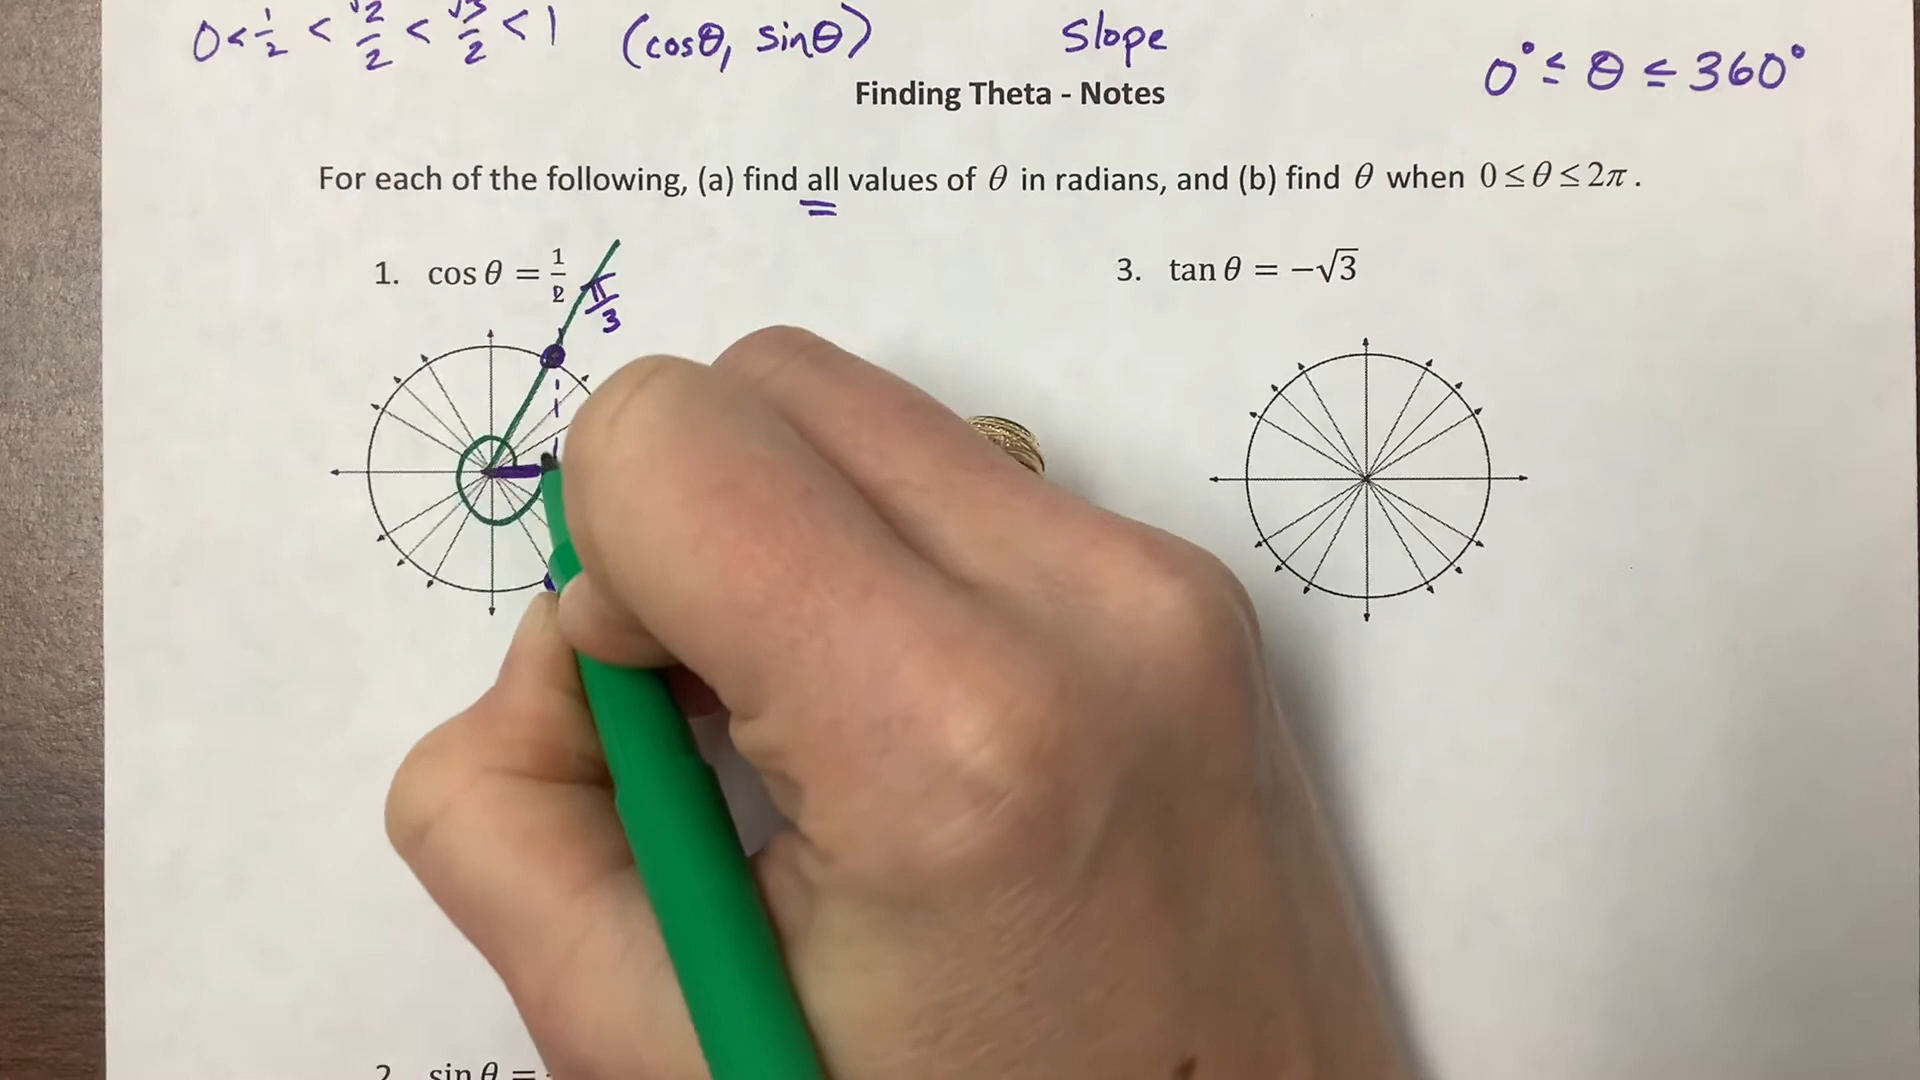 0 < 1/2 < √2/2 < √3/2 < 1 (cosθ, sinθ) Slope 0° ≤ θ ≤ 360°
Finding Theta - Notes
For each of the following, (a) find all values of θ in radians, and (b) find θ when 0 ≤ θ ≤ 2π.
1. cos θ = 1/2
π/3
3. tan θ = −√3
2. sin θ =